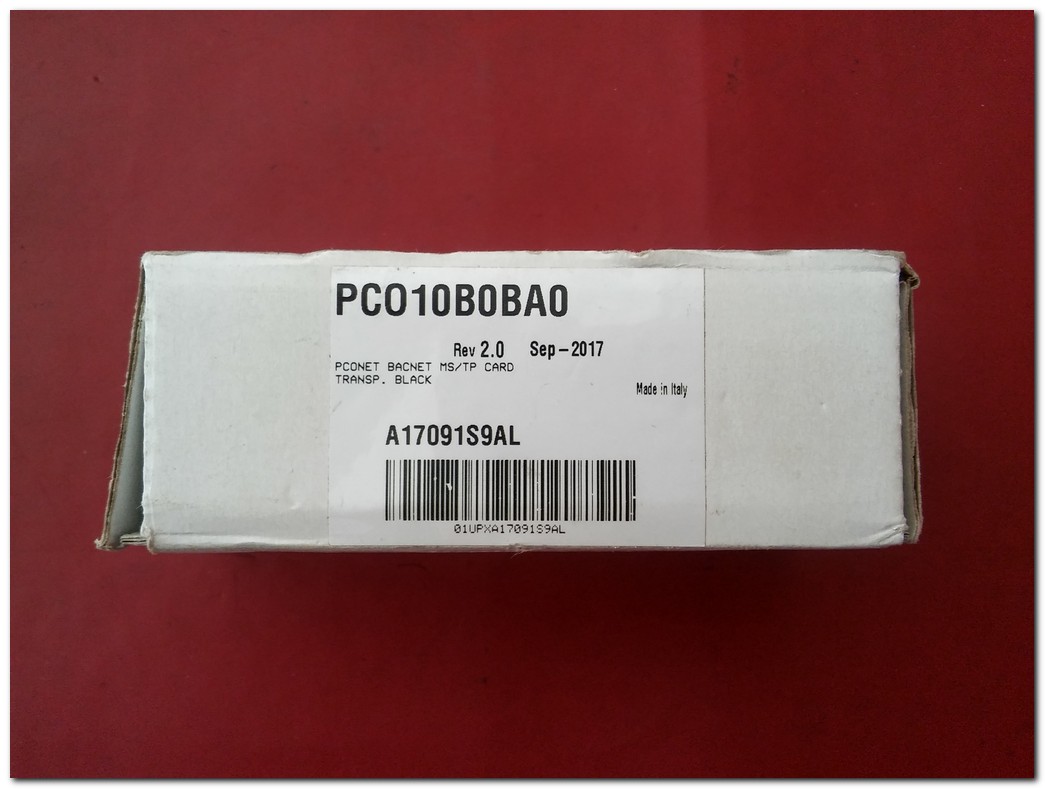 PCO10B0BA0
Rev 2.0 Sep-2017
PCONET BACNET MS/TP CARD
TRANSP. BLACK
Made in Italy
A17091S9AL
01UPXA17091S9AL